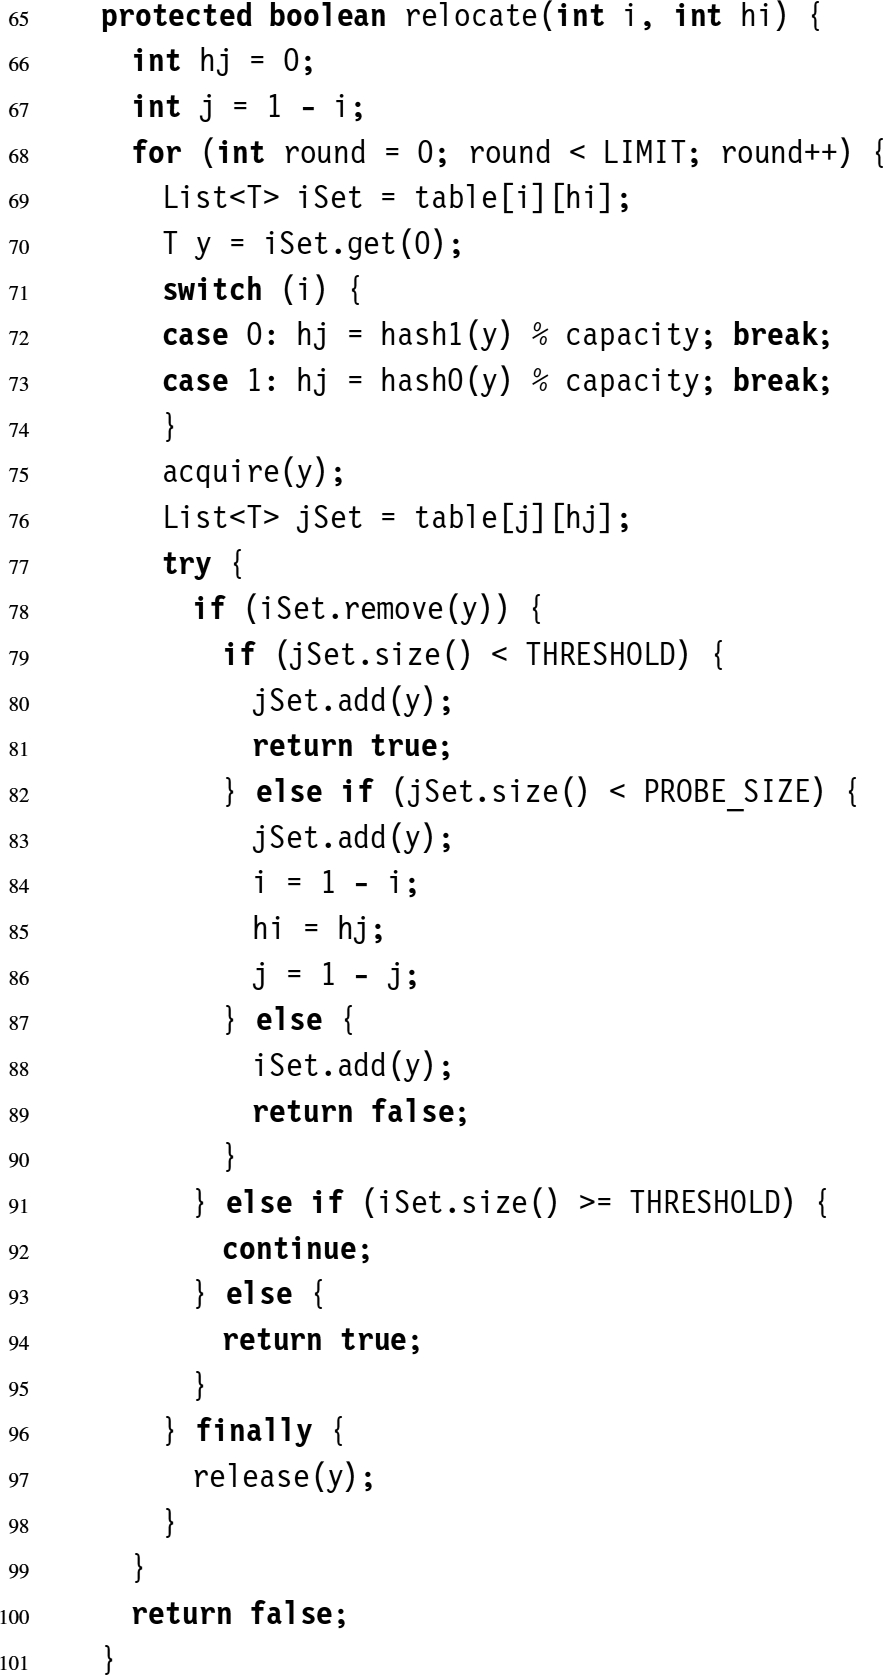 65 protected boolean relocate(int i, int hi) {
66 int hj = 0;
67 int j = 1 - i;
68 for (int round = 0; round < LIMIT; round++) {
69 List<T> iSet = table[i][hi];
70 T y = iSet.get(0);
71 switch (i) {
72 case 0: hj = hash1(y) % capacity; break;
73 case 1: hj = hash0(y) % capacity; break;
74 }
75 acquire(y);
76 List<T> jSet = table[j][hj];
77 try {
78 if (iSet.remove(y)) {
79 if (jSet.size() < THRESHOLD) {
80 jSet.add(y);
81 return true;
82 } else if (jSet.size() < PROBE_SIZE) {
83 jSet.add(y);
84 i = 1 - i;
85 hi = hj;
86 j = 1 - j;
87 } else {
88 iSet.add(y);
89 return false;
90 }
91 } else if (iSet.size() >= THRESHOLD) {
92 continue;
93 } else {
94 return true;
95 }
96 } finally {
97 release(y);
98 }
99 }
100 return false;
101 }